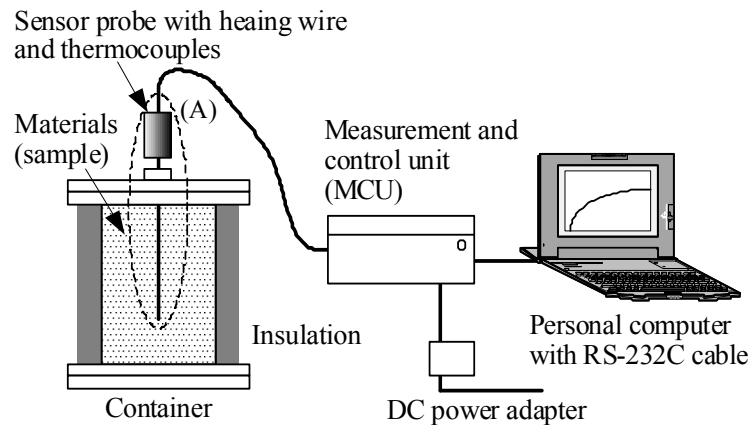 Sensor probe with heaing wire
and thermocouples
(A)
Materials
(sample)
Measurement and
control unit
(MCU)
Insulation
Container
DC power adapter
Personal computer
with RS-232C cable